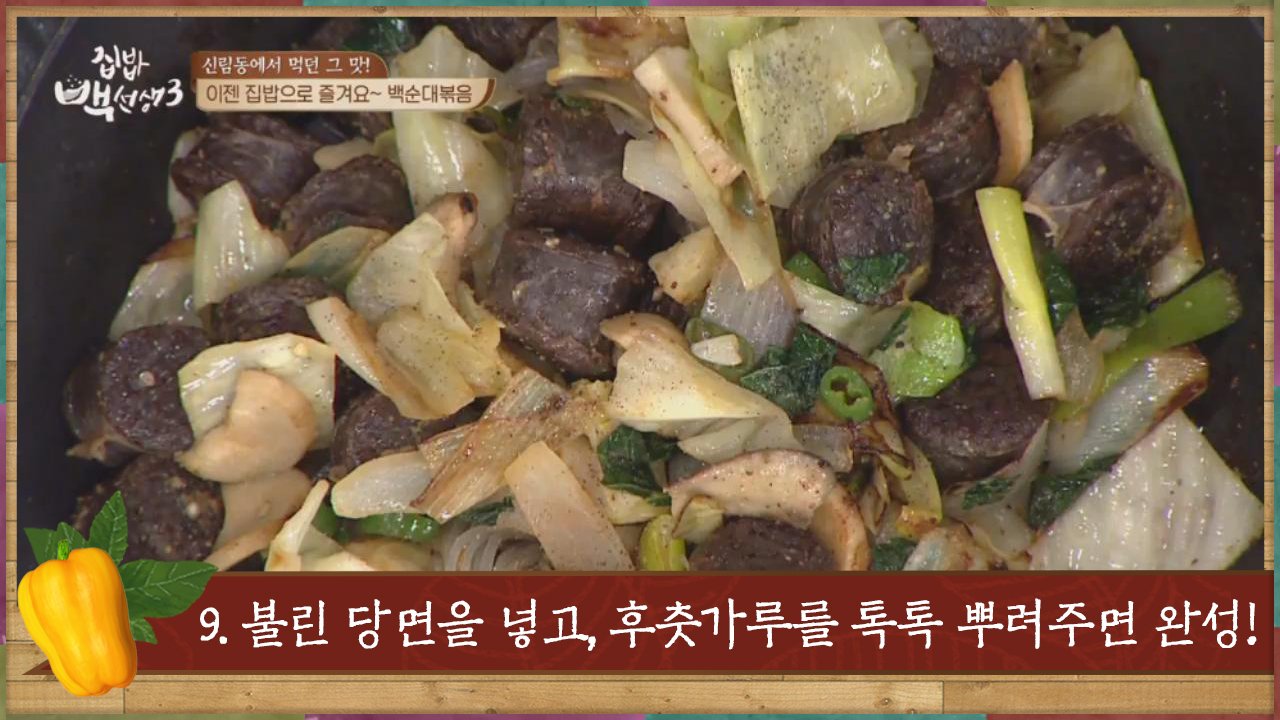 집밥
백선생3
신림동에서 먹던 그 맛!
이젠 집밥으로 즐겨요~ 백순대볶음
9. 불린 당면을 넣고, 후춧가루를 톡톡 뿌려주면 완성!